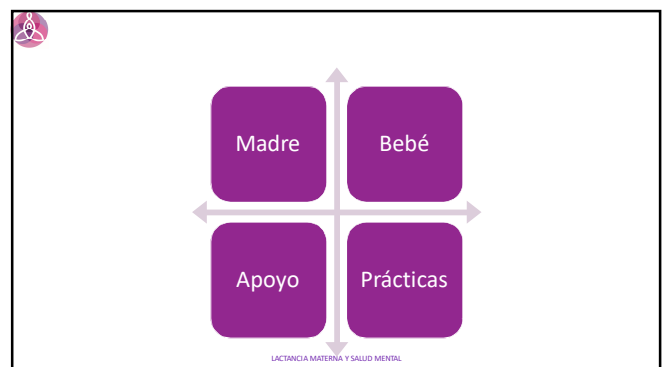 Madre
Bebé
Apoyo
Prácticas
LACTANCIA MATERNA Y SALUD MENTAL